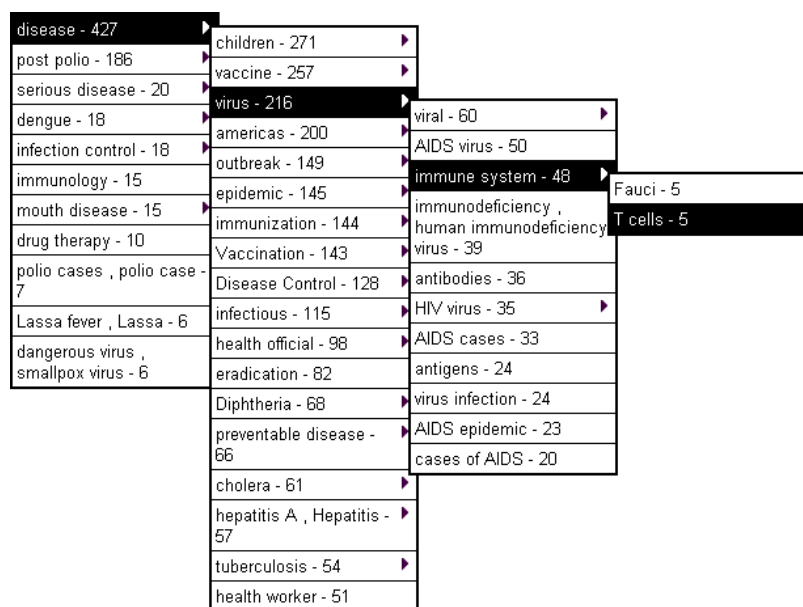 disease - 427
post polio - 186
serious disease - 20
dengue - 18
infection control - 18
immunology - 15
mouth disease - 15
drug therapy - 10
polio cases , polio case -
7
Lassa fever , Lassa - 6
dangerous virus ,
smallpox virus - 6
children - 271
vaccine - 257
virus - 216
americas - 200
outbreak - 149
epidemic - 145
immunization - 144
Vaccination - 143
Disease Control - 128
infectious - 115
health official - 98
eradication - 82
Diphtheria - 68
preventable disease -
66
cholera - 61
hepatitis A , Hepatitis -
57
tuberculosis - 54
health worker - 51
viral - 60
AIDS virus - 50
immune system - 48
immunodeficiency ,
human immunodeficiency
virus - 39
antibodies - 36
HIV virus - 35
AIDS cases - 33
antigens - 24
virus infection - 24
AIDS epidemic - 23
cases of AIDS - 20
Fauci - 5
T cells - 5